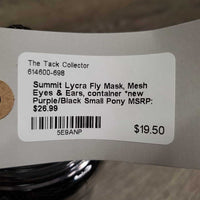 The Tack Collector
614600-698
Summit Lycra Fly Mask, Mesh
Eyes & Ears, container *new
Purple/Black Small Pony MSRP:
$26.99
5E9ANP
$19.50